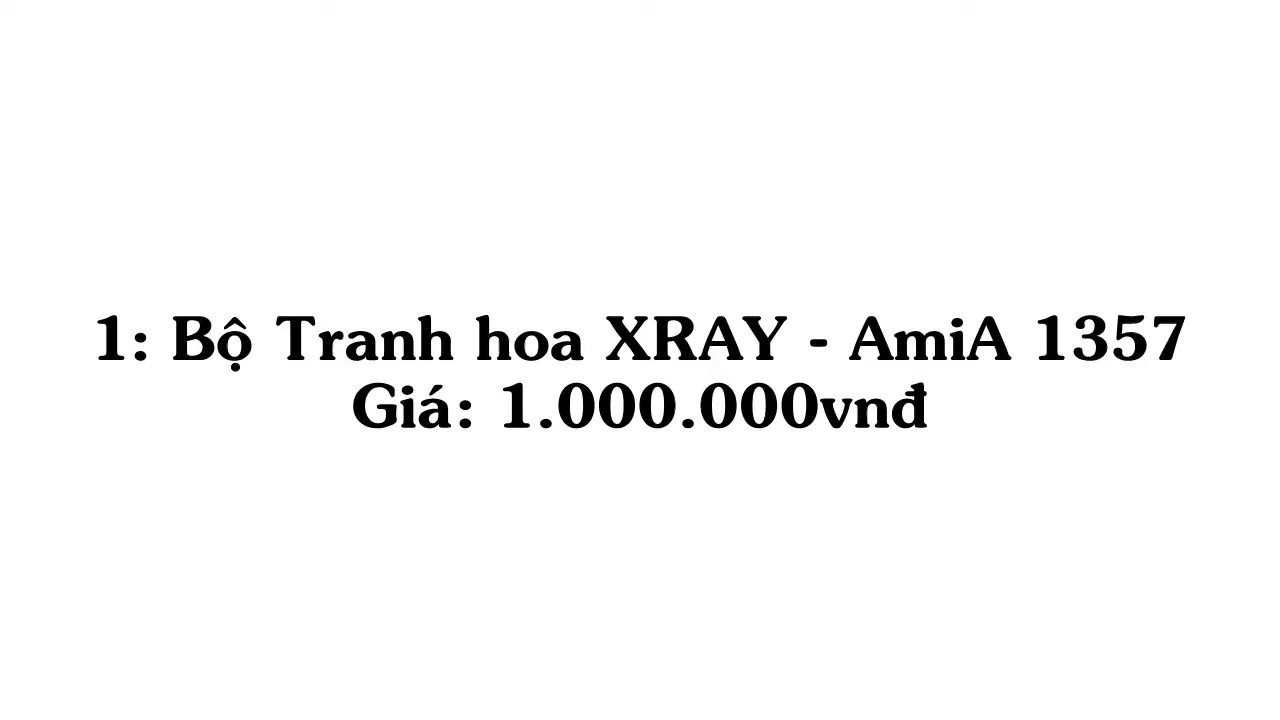 1: Bộ Tranh hoa XRAY - AmiA 1357
Giá: 1.000.000vnđ